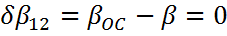 δβ₁₂ = β_OC − β = 0